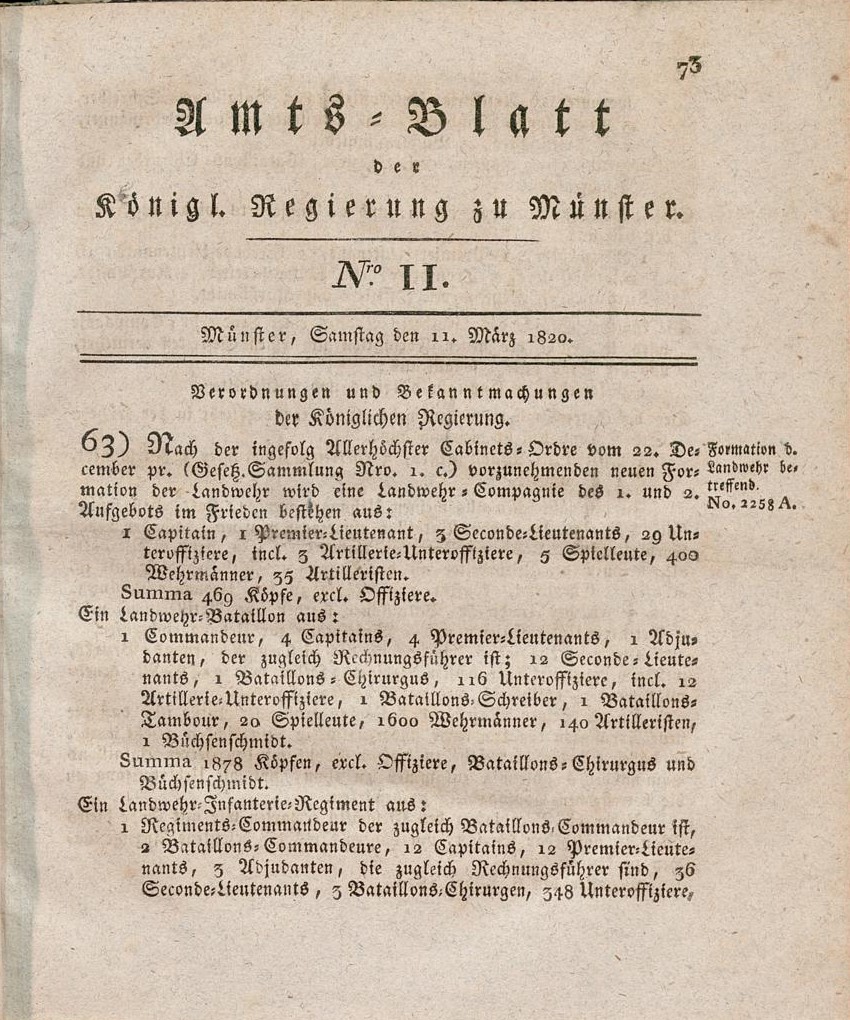 73
Amts-Blatt
der
Königl. Regierung zu Münster.
Nro. 11.
Münster, Samstag den 11. März 1820.
Verordnungen und Bekanntmachungen
der Königlichen Regierung.
63) Nach der ingefolg Allerhöchster Cabinets-Ordre vom 22. De-
cember pr. (Gesetz.Sammlung Nro. 1. c.) vorzunehmenden neuen For-
mation der Landwehr wird eine Landwehr-Compagnie des 1. und 2.
Aufgebots im Frieden bestehen aus:
Formation d.
Landwehr be-
treffend.
No. 2258 A.
1 Capitain, 1 Premier-Lieutenant, 3 Seconde-Lieutenants, 29 Un-
teroffiziere, incl. 3 Artillerie-Unteroffiziere, 5 Spielleute, 400
Wehrmänner, 35 Artilleristen.
Summa 469 Köpfe, excl. Offiziere.
Ein Landwehr-Bataillon aus:
1 Commandeur, 4 Capitains, 4 Premier-Lieutenants, 1 Adju-
danten, der zugleich Rechnungsführer ist; 12 Seconde-Lieute-
nants, 1 Bataillons-Chirurgus, 116 Unteroffiziere, incl. 12
Artillerie-Unteroffiziere, 1 Bataillons-Schreiber, 1 Bataillons-
Tambour, 20 Spielleute, 1600 Wehrmänner, 140 Artilleristen,
1 Büchsenschmidt.
Summa 1878 Köpfen, excl. Offiziere, Bataillons-Chirurgus und
Büchsenschmidt.
Ein Landwehr-Infanterie-Regiment aus:
1 Regiments-Commandeur der zugleich Bataillons-Commandeur ist,
2 Bataillons-Commandeure, 12 Capitains, 12 Premier-Lieute-
nants, 3 Adjudanten, die zugleich Rechnungsführer sind, 36
Seconde-Lieutenants, 3 Bataillons-Chirurgen, 348 Unteroffiziere,